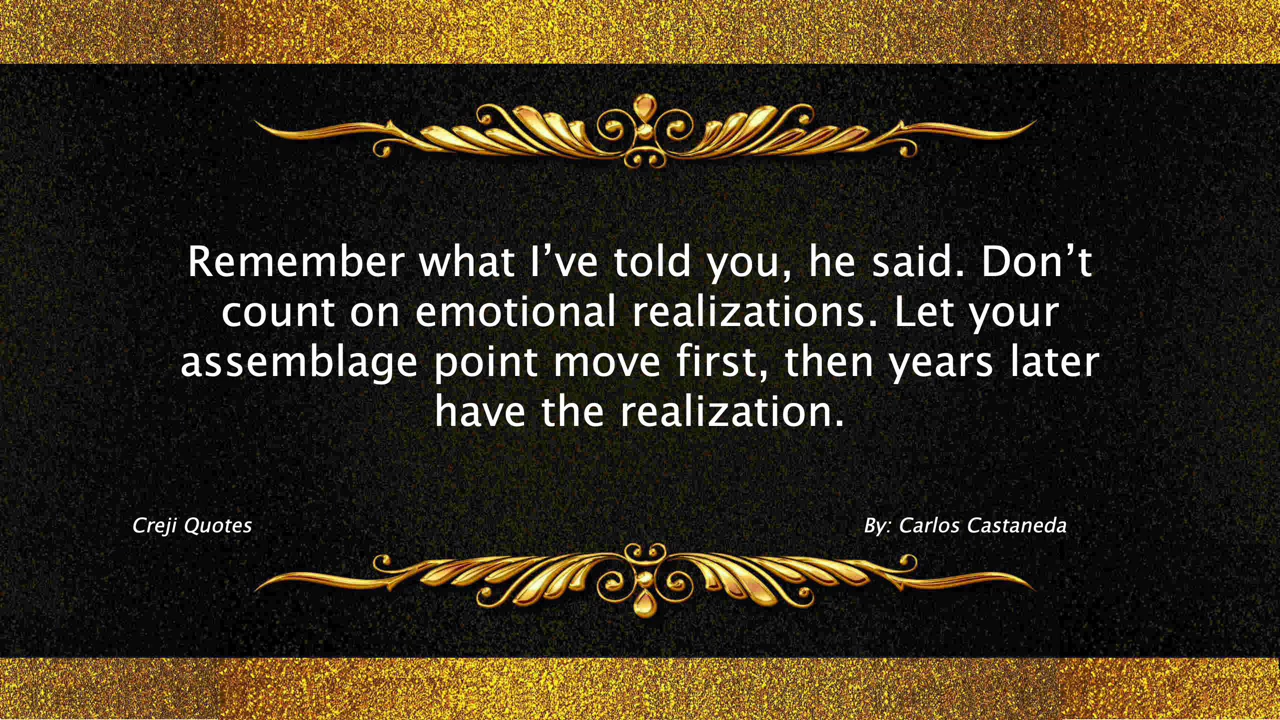 Remember what I’ve told you, he said. Don’t
count on emotional realizations. Let your
assemblage point move first, then years later
have the realization.
Creji Quotes
By: Carlos Castaneda